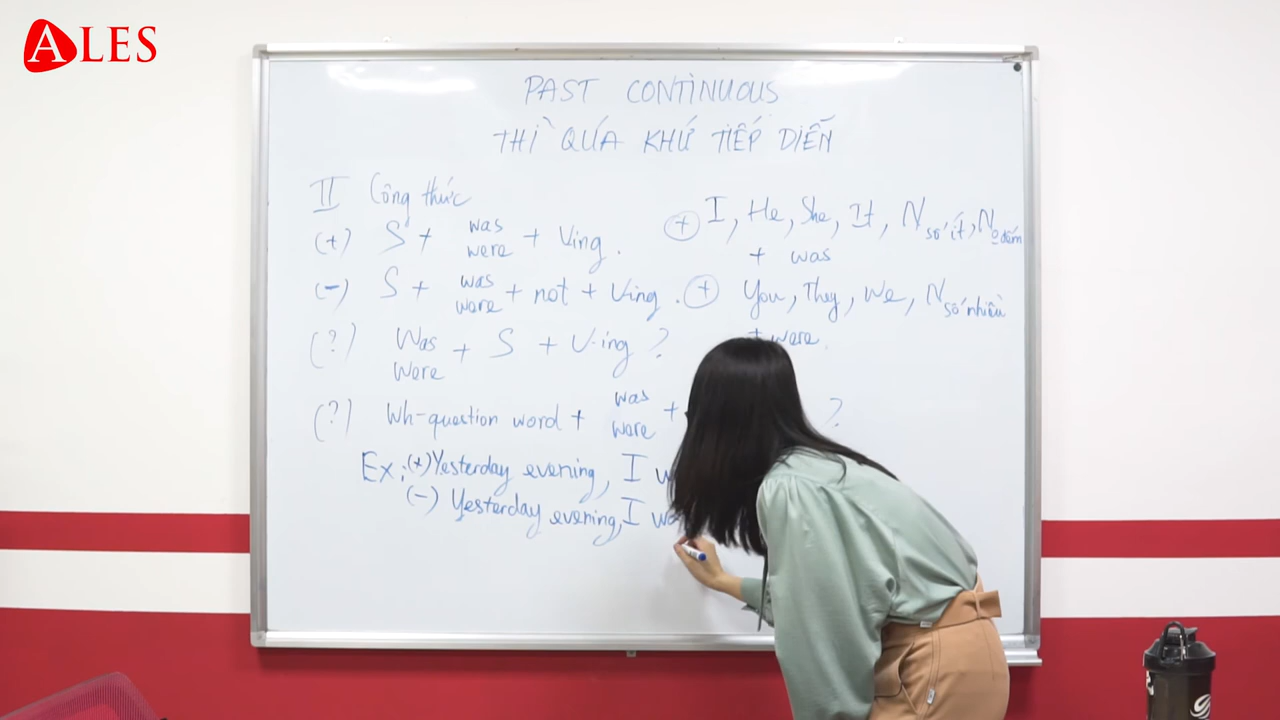 ALES
PAST CONTINUOUS
THÌ QUÁ KHỨ TIẾP DIỄN
II Công thức
(+) S + was
were + Ving.
(-) S + was
were + not + Ving.
(?) Was
Were + S + V-ing ?
(?) Wh-question word + was
were + ?
Ex: (+) Yesterday evening, I
(-) Yesterday evening, I
+ I, He, She, It, N số ít, N o đếm
+ was
+ You, They, We, N số nhiều
+ were.